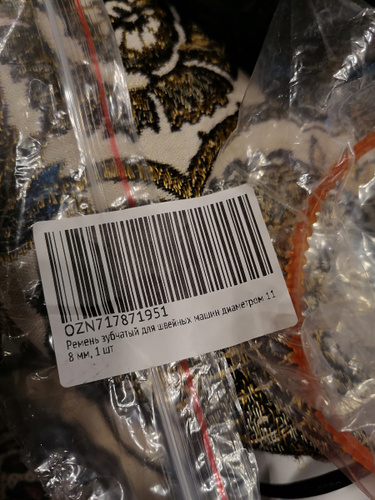 OZN717871951
Ремень зубчатый для швейных машин диаметром 11
.8 мм, 1 шт